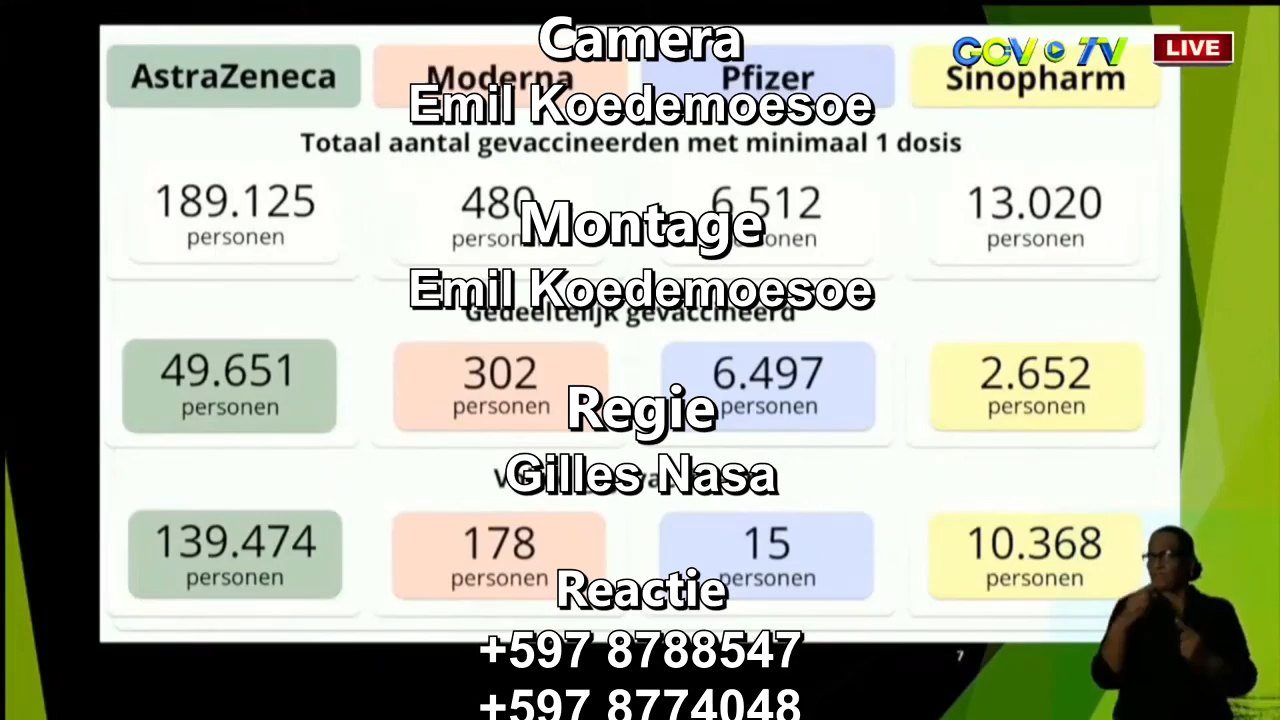 GOV TV LIVE
AstraZeneca Moderna Pfizer Sinopharm
Camera
Emil Koedemoesoe
Totaal aantal gevaccineerden met minimaal 1 dosis
189.125 480 6.512 13.020
personen personen personen
Montage
Emil Koedemoesoe
Gedeeltelijk gevaccineerd
49.651 302 6.497 2.652
personen personen personen personen
Regie
Gilles Nasa
139.474 178 15 10.368
personen personen personen personen
Reactie
+597 8788547
+597 8774048
7